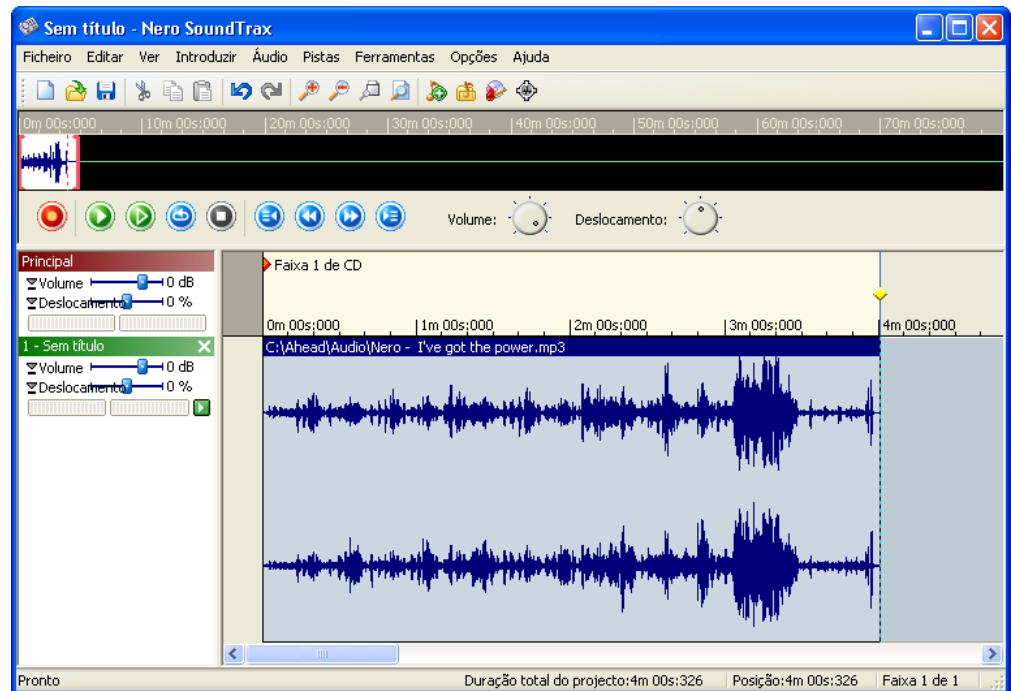 Sem título - Nero SoundTrax
Ficheiro Editar Ver Introduzir Áudio Pistas Ferramentas Opções Ajuda
0m 00s:000 10m 00s:000 20m 00s:000 30m 00s:000 40m 00s:000 50m 00s:000 60m 00s:000 70m 00s:000
Volume: Deslocamento:
Principal
Volume 0 dB
Deslocamento 0 %
Faixa 1 de CD
0m 00s:000 1m 00s:000 2m 00s:000 3m 00s:000 4m 00s:000
1 - Sem título
Volume 0 dB
Deslocamento 0 %
C:\Ahead\Audio\Nero - I've got the power.mp3
Pronto Duração total do projecto:4m 00s:326 Posição:4m 00s:326 Faixa 1 de 1